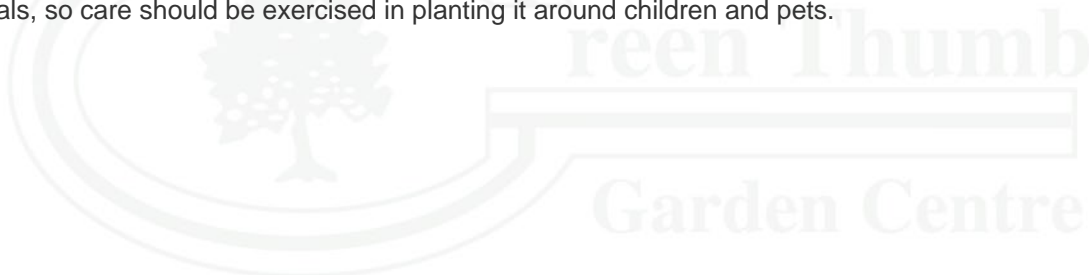 als, so care should be exercised in planting it around children and pets.
reen Thumb
Garden Centre